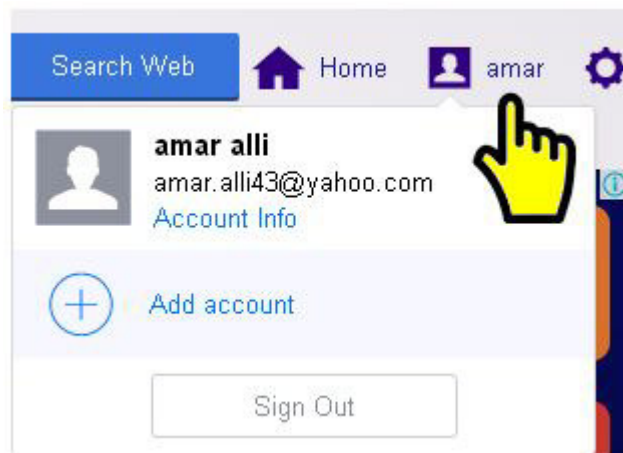 Search Web Home amar
amar alli
amar.alli43@yahoo.com
Account Info
Add account
Sign Out